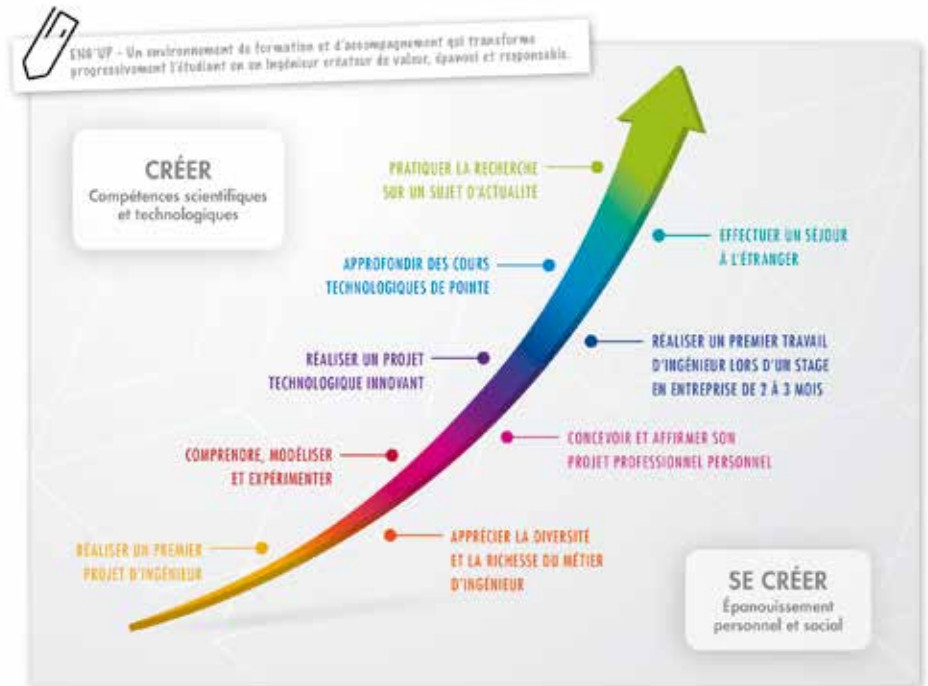 ENG'UP - Un environnement de formation et d'accompagnement qui transforme
progressivement l'étudiant en un Ingénieur créateur de valeur, épanoui et responsable.
CRÉER
Compétences scientifiques
et technologiques
PRATIQUER LA RECHERCHE
SUR UN SUJET D'ACTUALITÉ
EFFECTUER UN SÉJOUR
À L'ÉTRANGER
APPROFONDIR DES COURS
TECHNOLOGIQUES DE POINTE
RÉALISER UN PREMIER TRAVAIL
D'INGÉNIEUR LORS D'UN STAGE
EN ENTREPRISE DE 2 À 3 MOIS
RÉALISER UN PROJET
TECHNOLOGIQUE INNOVANT
CONCEVOIR ET AFFIRMER SON
PROJET PROFESSIONNEL PERSONNEL
COMPRENDRE, MODÉLISER
ET EXPÉRIMENTER
APPRÉCIER LA DIVERSITÉ
ET LA RICHESSE DU MÉTIER
D'INGÉNIEUR
RÉALISER UN PREMIER
PROJET D'INGÉNIEUR
SE CRÉER
Épanouissement
personnel et social